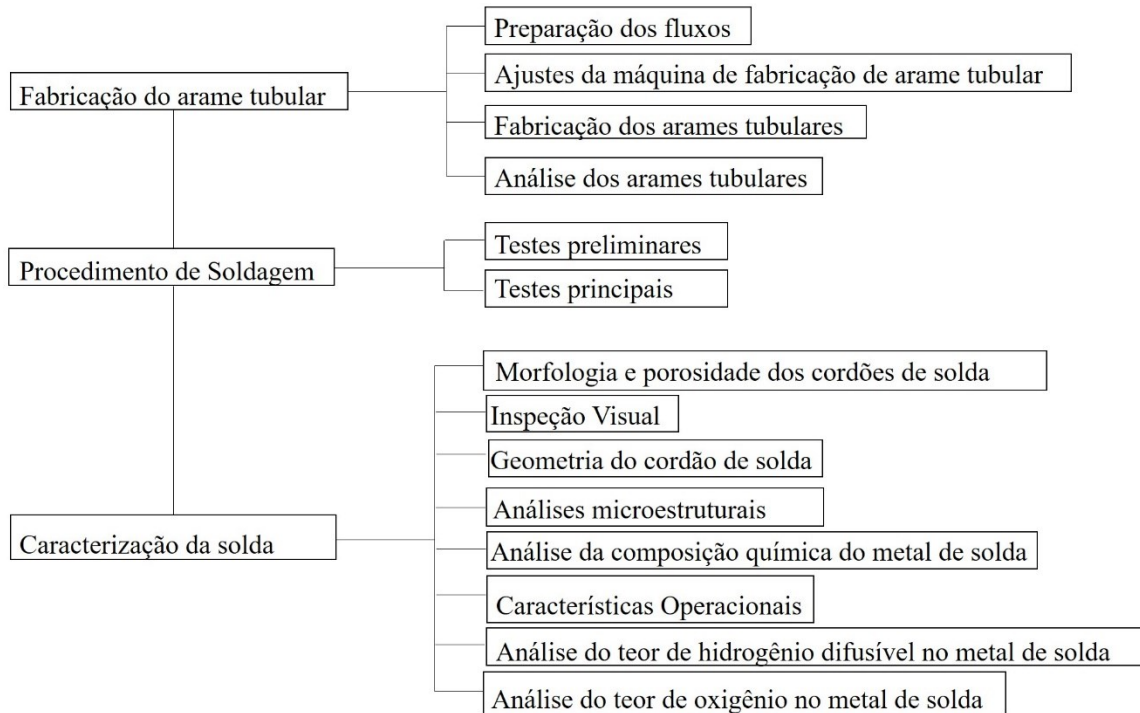 Fabricação do arame tubular
Preparação dos fluxos
Ajustes da máquina de fabricação de arame tubular
Fabricação dos arames tubulares
Análise dos arames tubulares
Procedimento de Soldagem
Testes preliminares
Testes principais
Caracterização da solda
Morfologia e porosidade dos cordões de solda
Inspeção Visual
Geometria do cordão de solda
Análises microestruturais
Análise da composição química do metal de solda
Características Operacionais
Análise do teor de hidrogênio difusível no metal de solda
Análise do teor de oxigênio no metal de solda